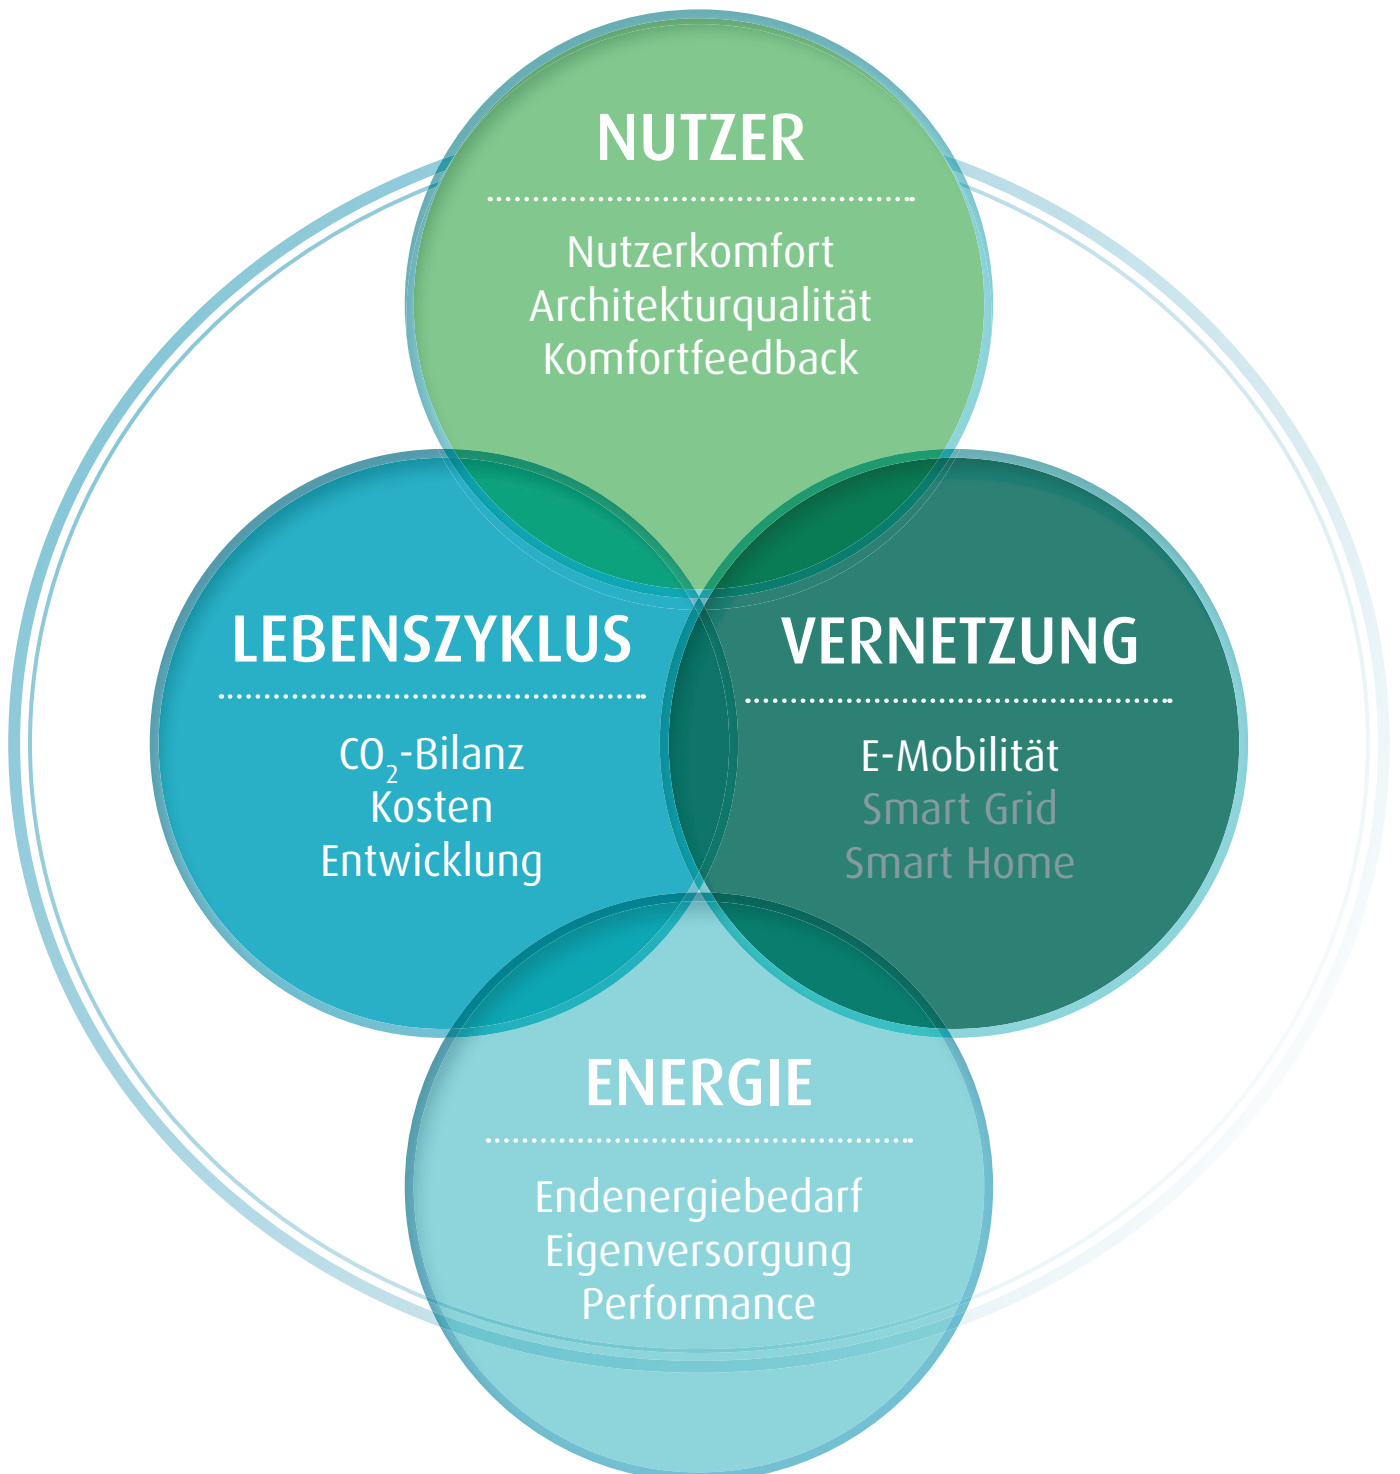 NUTZER
Nutzerkomfort
Architekturqualität
Komfortfeedback
LEBENSZYKLUS
CO₂-Bilanz
Kosten
Entwicklung
VERNETZUNG
E-Mobilität
Smart Grid
Smart Home
ENERGIE
Endenergiebedarf
Eigenversorgung
Performance